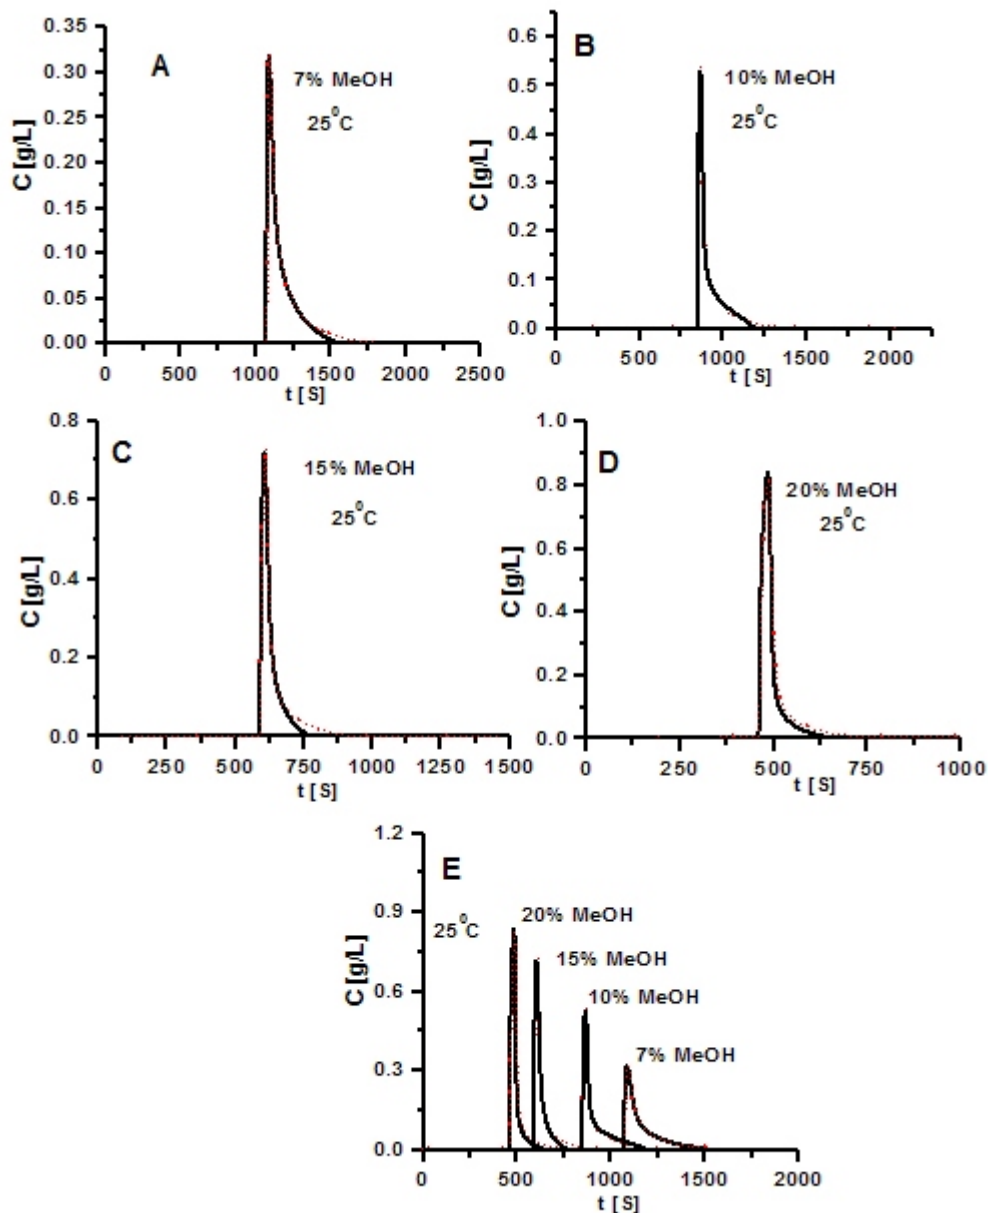 A
7% MeOH
25⁰C
C [g/L]
0.35
0.30
0.25
0.20
0.15
0.10
0.05
0.00
0 500 1000 1500 2000 2500
t [S]
B
10% MeOH
25⁰C
C [g/L]
0.6
0.5
0.4
0.3
0.2
0.1
0.0
0 500 1000 1500 2000
t [S]
C
15% MeOH
25⁰C
C [g/L]
0.8
0.6
0.4
0.2
0.0
0 250 500 750 1000 1250 1500
t [S]
D
20% MeOH
25⁰C
C [g/L]
1.0
0.8
0.6
0.4
0.2
0.0
0 250 500 750 1000
t [S]
E
25⁰C
20% MeOH
15% MeOH
10% MeOH
7% MeOH
C [g/L]
1.2
0.9
0.6
0.3
0.0
0 500 1000 1500 2000
t [S]